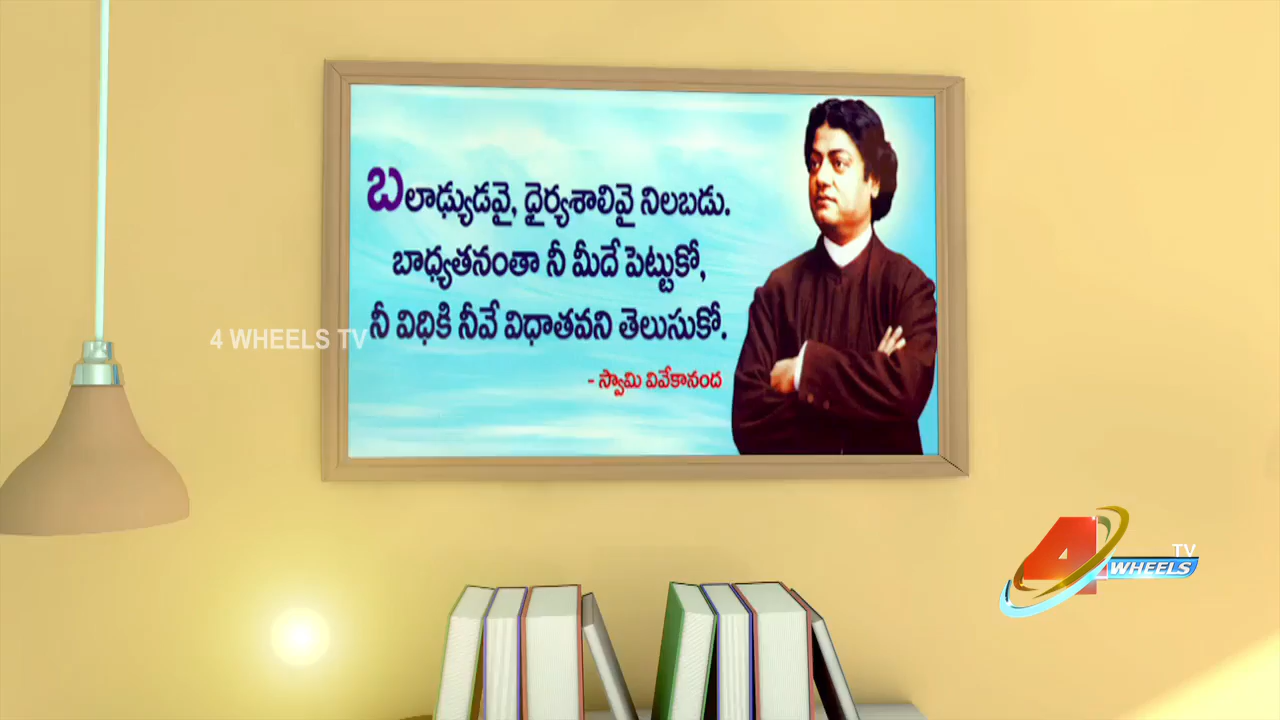 బలాఢ్యుడవై, ధైర్యశాలివై నిలబడు.
బాధ్యతనంతా నీ మీదే పెట్టుకో,
నీ విధికి నీవే విధాతవని తెలుసుకో.
- స్వామి వివేకానంద
4 WHEELS TV
4 WHEELS TV